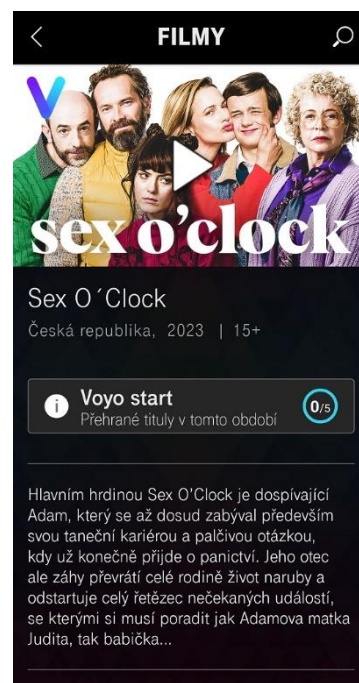 FILMY
sex o'clock
Sex O´Clock
Česká republika, 2023 | 15+
i Voyo start
Přehrané tituly v tomto období
0/5
Hlavním hrdinou Sex O'Clock je dospívající
Adam, který se až dosud zabýval především
svou taneční kariérou a palčivou otázkou,
kdy už konečně přijde o panictví. Jeho otec
ale záhy převrátí celé rodině život naruby a
odstartuje celý řetězec nečekaných událostí,
se kterými si musí poradit jak Adamova matka
Judita, tak babička...